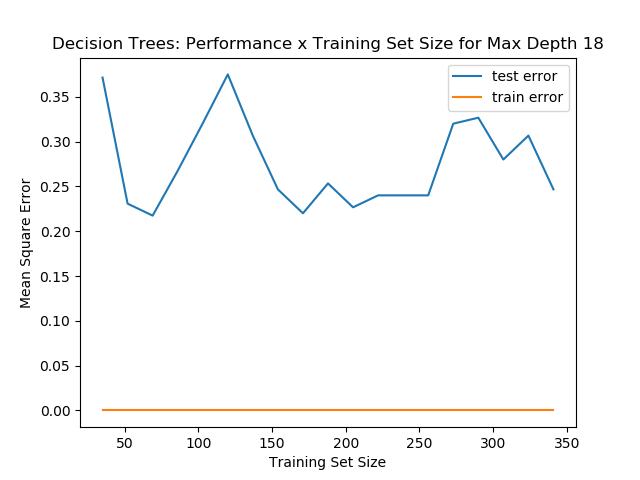 Decision Trees: Performance x Training Set Size for Max Depth 18
test error
train error
Mean Square Error
0.35
0.30
0.25
0.20
0.15
0.10
0.05
0.00
50 100 150 200 250 300 350
Training Set Size